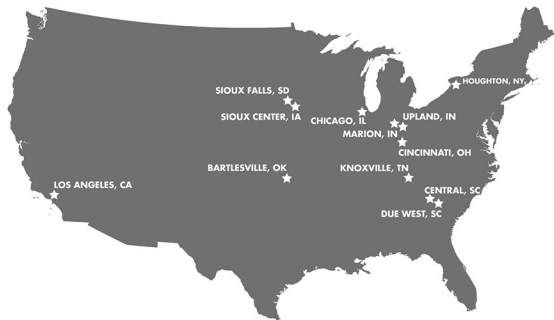 HOUGHTON, NY
SIOUX FALLS, SD
SIOUX CENTER, IA
CHICAGO, IL
UPLAND, IN
MARION, IN
CINCINNATI, OH
BARTLESVILLE, OK
KNOXVILLE, TN
LOS ANGELES, CA
CENTRAL, SC
DUE WEST, SC